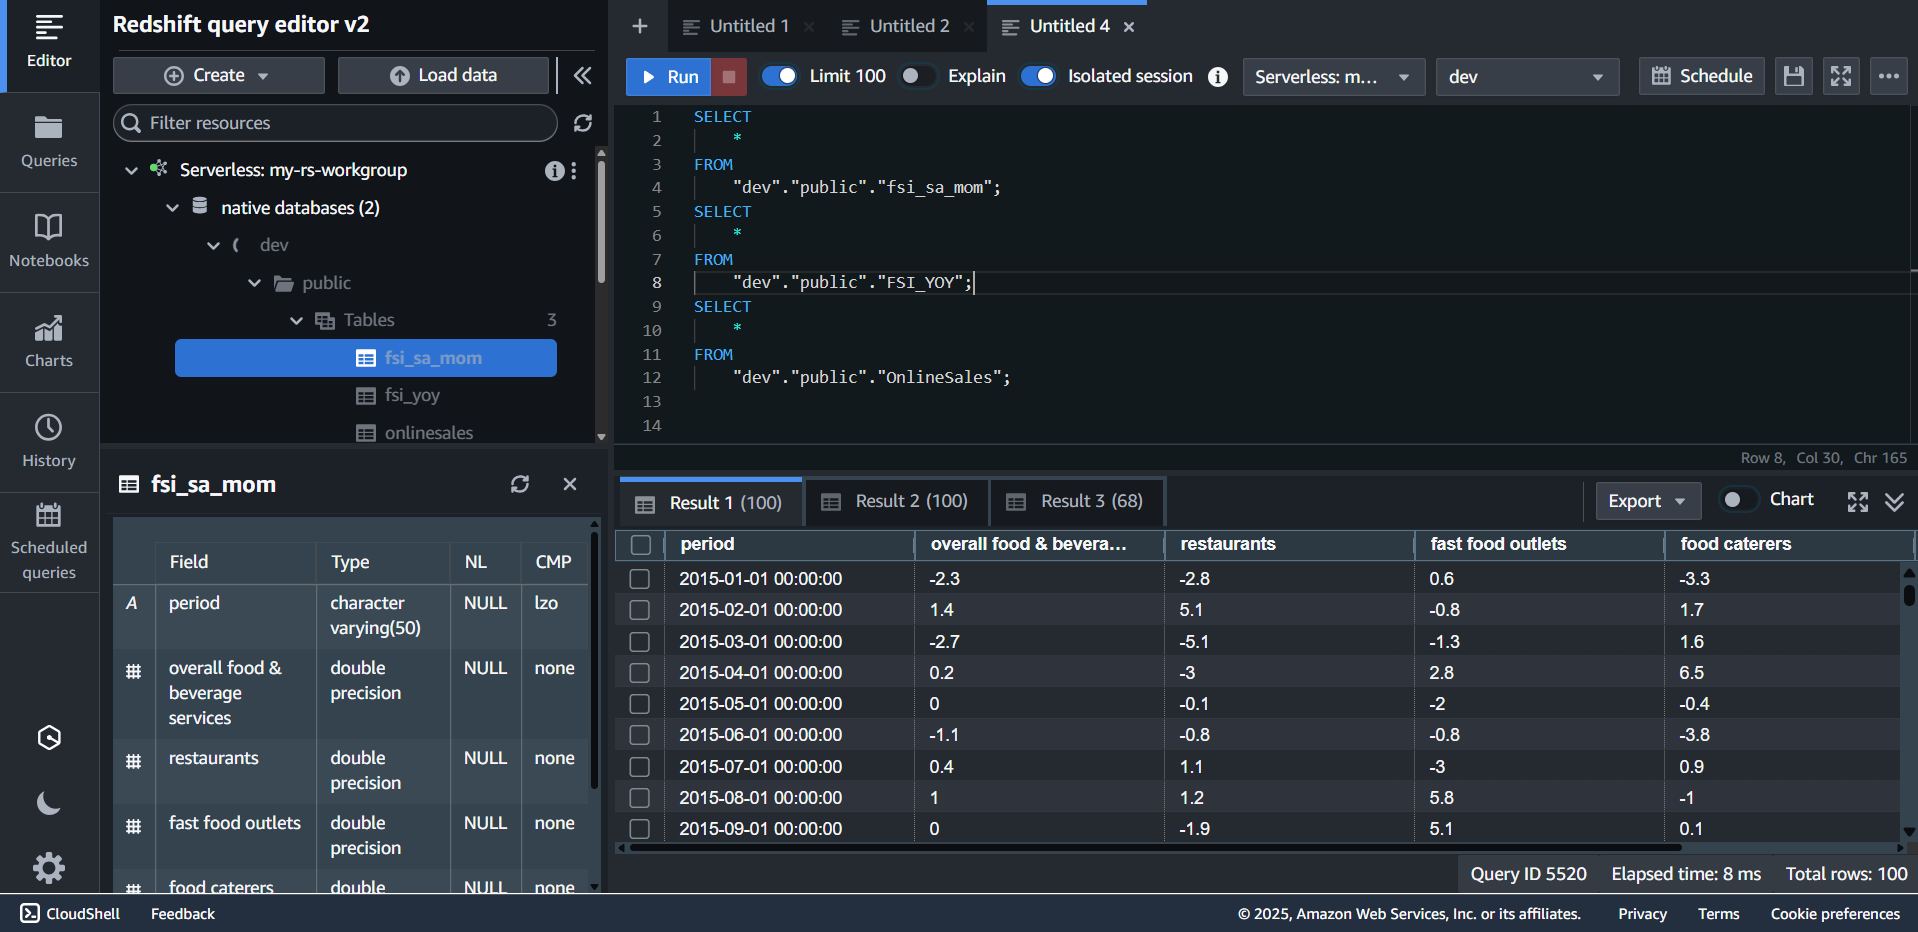 Editor
Queries
Notebooks
Charts
History
Scheduled
queries
Redshift query editor v2
Create
Load data
Filter resources
Serverless: my-rs-workgroup
native databases (2)
dev
public
Tables 3
fsi_sa_mom
fsi_yoy
onlinesales
fsi_sa_mom
Field Type NL CMP
A period character varying(50) NULL lzo
# overall food & beverage services double precision NULL none
# restaurants double precision NULL none
# fast food outlets double precision NULL none
# food caterers double NULL none
Untitled 1 Untitled 2 Untitled 4
Run Limit 100 Explain Isolated session Serverless: m... dev Schedule
1 SELECT
2 *
3 FROM
4 "dev"."public"."fsi_sa_mom";
5 SELECT
6 *
7 FROM
8 "dev"."public"."FSI_YOY";
9 SELECT
10 *
11 FROM
12 "dev"."public"."OnlineSales";
13
14
Row 8, Col 30, Chr 165
Result 1 (100) Result 2 (100) Result 3 (68) Export Chart
period overall food & bevera... restaurants fast food outlets food caterers
2015-01-01 00:00:00 -2.3 -2.8 0.6 -3.3
2015-02-01 00:00:00 1.4 5.1 -0.8 1.7
2015-03-01 00:00:00 -2.7 -5.1 -1.3 1.6
2015-04-01 00:00:00 0.2 -3 2.8 6.5
2015-05-01 00:00:00 0 -0.1 -2 -0.4
2015-06-01 00:00:00 -1.1 -0.8 -0.8 -3.8
2015-07-01 00:00:00 0.4 1.1 -3 0.9
2015-08-01 00:00:00 1 1.2 5.8 -1
2015-09-01 00:00:00 0 -1.9 5.1 0.1
Query ID 5520 Elapsed time: 8 ms Total rows: 100
CloudShell Feedback © 2025, Amazon Web Services, Inc. or its affiliates. Privacy Terms Cookie preferences